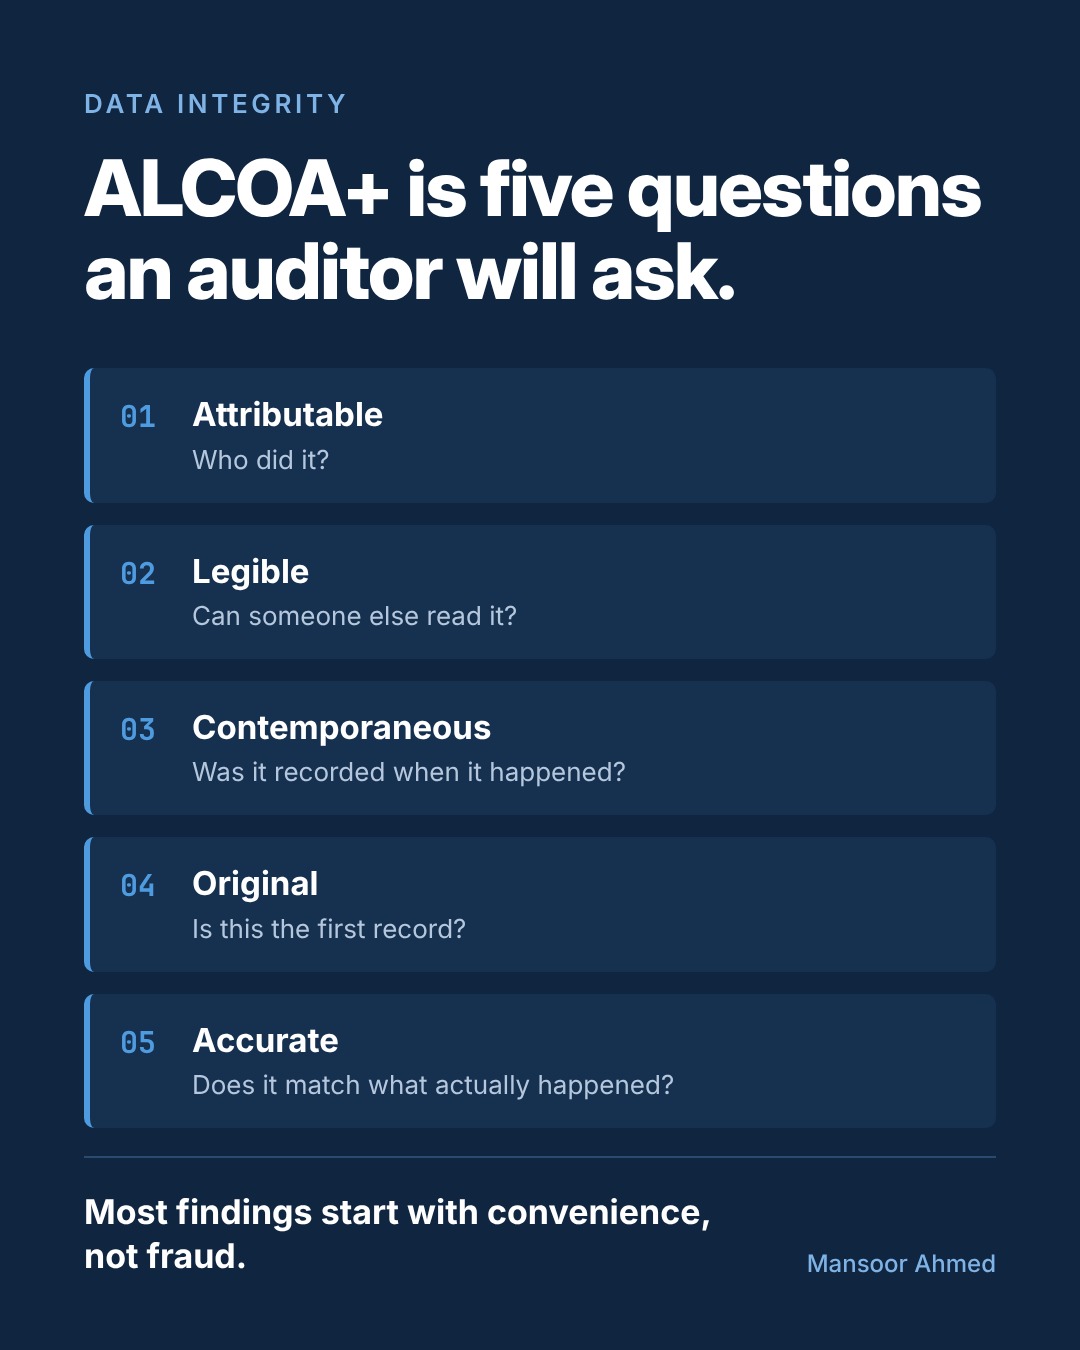 DATA INTEGRITY
ALCOA+ is five questions
an auditor will ask.
01 Attributable
Who did it?
02 Legible
Can someone else read it?
03 Contemporaneous
Was it recorded when it happened?
04 Original
Is this the first record?
05 Accurate
Does it match what actually happened?
Most findings start with convenience,
not fraud.
Mansoor Ahmed